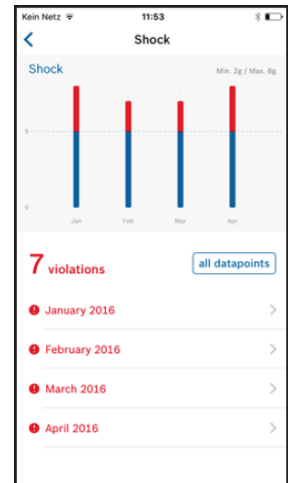 Kein Netz 11:53
Shock
Shock Min. 2g / Max. 8g
5
0
Jan Feb Mar Apr
7 violations all datapoints
January 2016
February 2016
March 2016
April 2016